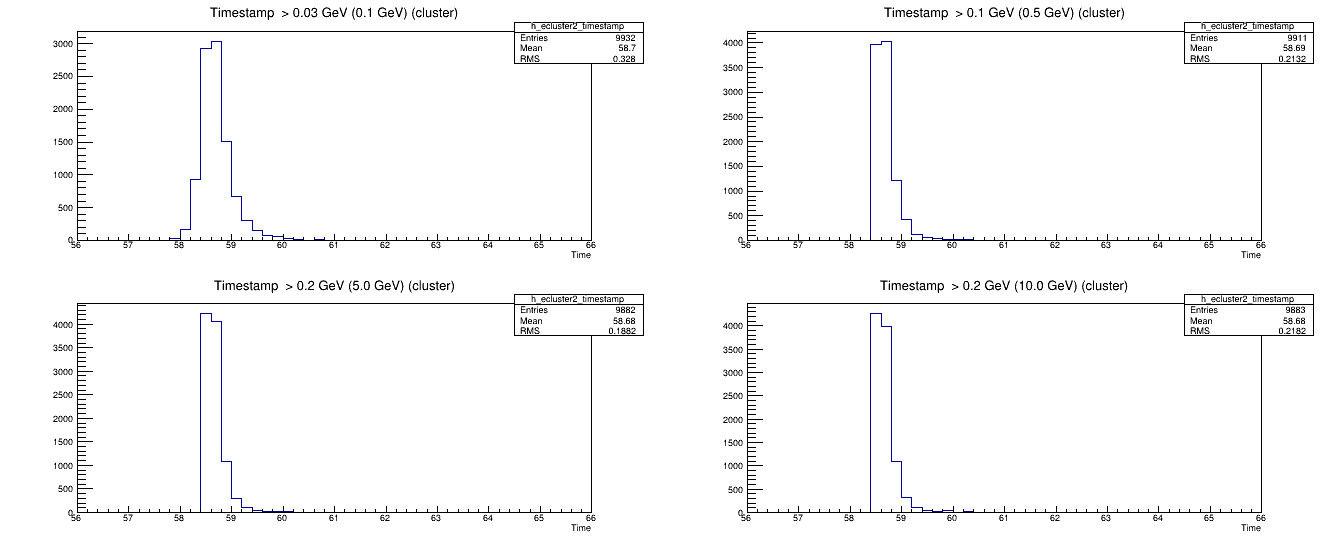 Timestamp > 0.03 GeV (0.1 GeV) (cluster)
h_ecluster2_timestamp
Entries 9932
Mean 58.7
RMS 0.328
3000
2500
2000
1500
1000
500
0
56 57 58 59 60 61 62 63 64 65 66
Time
Timestamp > 0.1 GeV (0.5 GeV) (cluster)
h_ecluster2_timestamp
Entries 9911
Mean 58.69
RMS 0.2132
4000
3500
3000
2500
2000
1500
1000
500
0
56 57 58 59 60 61 62 63 64 65 66
Time
Timestamp > 0.2 GeV (5.0 GeV) (cluster)
h_ecluster2_timestamp
Entries 9882
Mean 58.68
RMS 0.1882
4000
3500
3000
2500
2000
1500
1000
500
0
56 57 58 59 60 61 62 63 64 65 66
Time
Timestamp > 0.2 GeV (10.0 GeV) (cluster)
h_ecluster2_timestamp
Entries 9883
Mean 58.68
RMS 0.2182
4000
3500
3000
2500
2000
1500
1000
500
0
56 57 58 59 60 61 62 63 64 65 66
Time